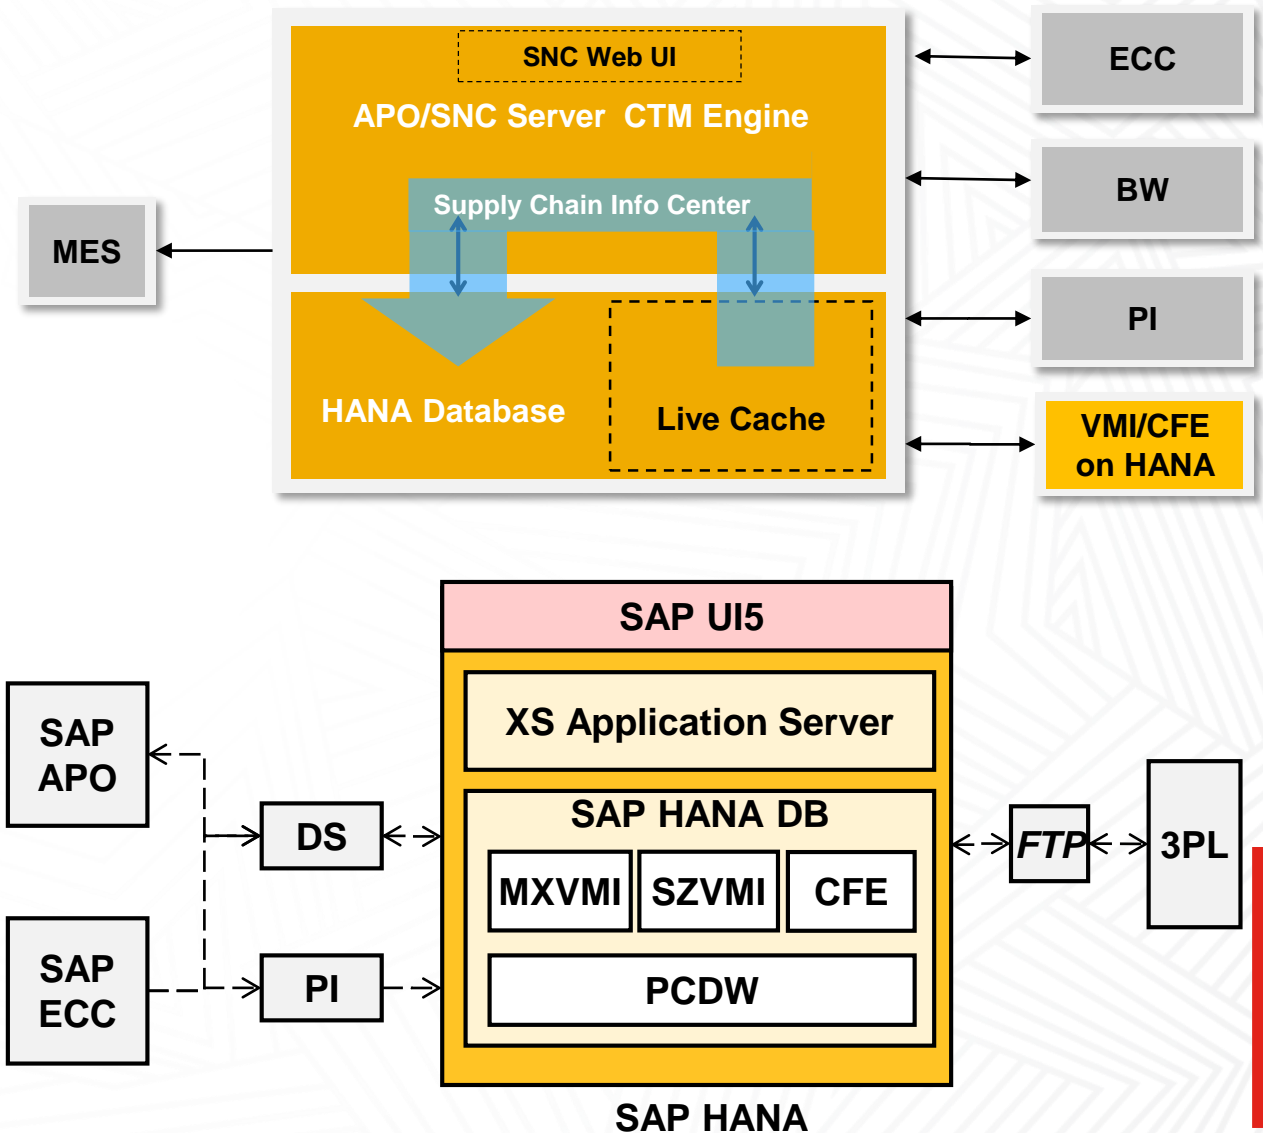 SNC Web UI
APO/SNC Server  CTM Engine
Supply Chain Info Center
HANA Database
Live Cache
MES
ECC
BW
PI
VMI/CFE
on HANA
SAP UI5
XS Application Server
SAP HANA DB
MXVMI
SZVMI
CFE
PCDW
SAP HANA
SAP
APO
SAP
ECC
DS
PI
FTP
3PL